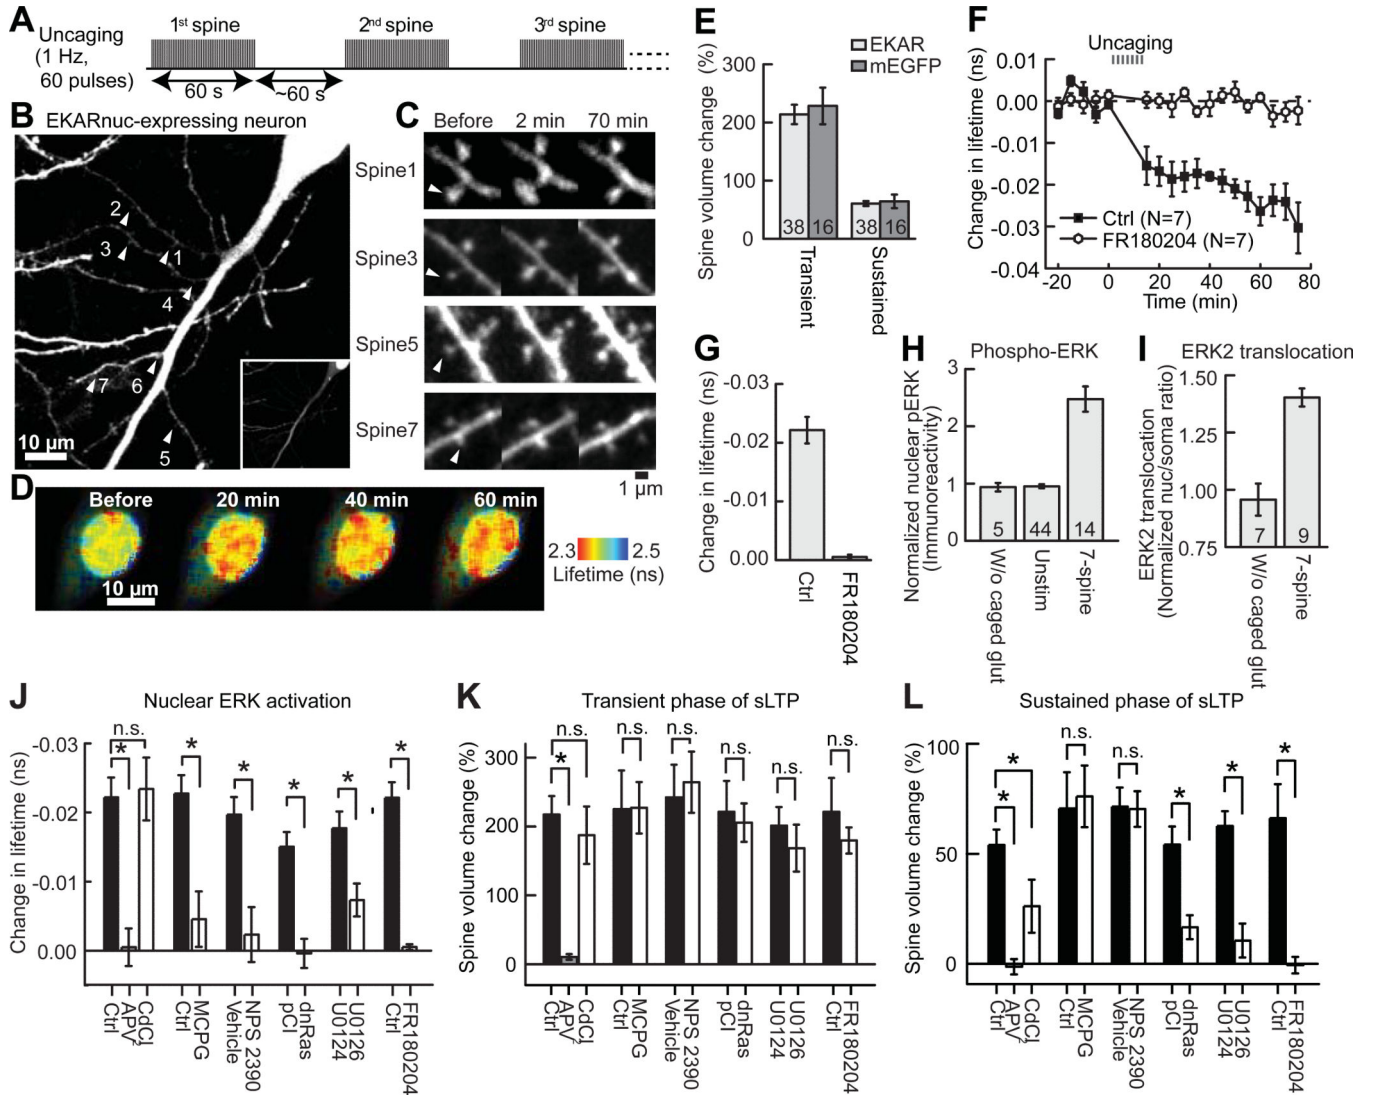 A
Uncaging
(1 Hz,
60 pulses)
1st spine
2nd spine
3rd spine
60 s
~60 s
B
EKARnuc-expressing neuron
2
3
1
4
7
6
5
10 µm
C
Before
2 min
70 min
Spine1
Spine3
Spine5
Spine7
1 µm
D
Before
20 min
40 min
60 min
10 µm
2.3
2.5
Lifetime (ns)
E
Spine volume change (%)
300
200
100
0
EKAR
mEGFP
38
16
38
16
Transient
Sustained
F
Uncaging
Change in lifetime (ns)
0.01
0.00
-0.01
-0.02
-0.03
-0.04
Ctrl (N=7)
FR180204 (N=7)
-20
0
20
40
60
80
Time (min)
G
Change in lifetime (ns)
-0.03
-0.02
-0.01
0.00
Ctrl
FR180204
H
Phospho-ERK
Normalized nuclear pERK
(Immunoreactivity)
3
2
1
0
5
44
14
W/o caged glut
Unstim
7-spine
I
ERK2 translocation
ERK2 translocation
(Normalized nuc/soma ratio)
1.50
1.25
1.00
0.75
7
9
W/o caged glut
7-spine
J
Nuclear ERK activation
Change in lifetime (ns)
-0.03
-0.02
-0.01
0.00
n.s.
*
*
*
*
*
*
Ctrl
APV
CdCl2
Ctrl
MCPG
Vehicle
NPS 2390
pCI
dnRas
U0124
U0126
Ctrl
FR180204
K
Transient phase of sLTP
Spine volume change (%)
300
200
100
0
n.s.
*
n.s.
n.s.
n.s.
n.s.
n.s.
Ctrl
APV
CdCl2
Ctrl
MCPG
Vehicle
NPS 2390
pCI
dnRas
U0124
U0126
Ctrl
FR180204
L
Sustained phase of sLTP
Spine volume change (%)
100
50
0
*
*
n.s.
n.s.
*
*
*
Ctrl
APV
CdCl2
Ctrl
MCPG
Vehicle
NPS 2390
pCI
dnRas
U0124
U0126
Ctrl
FR180204